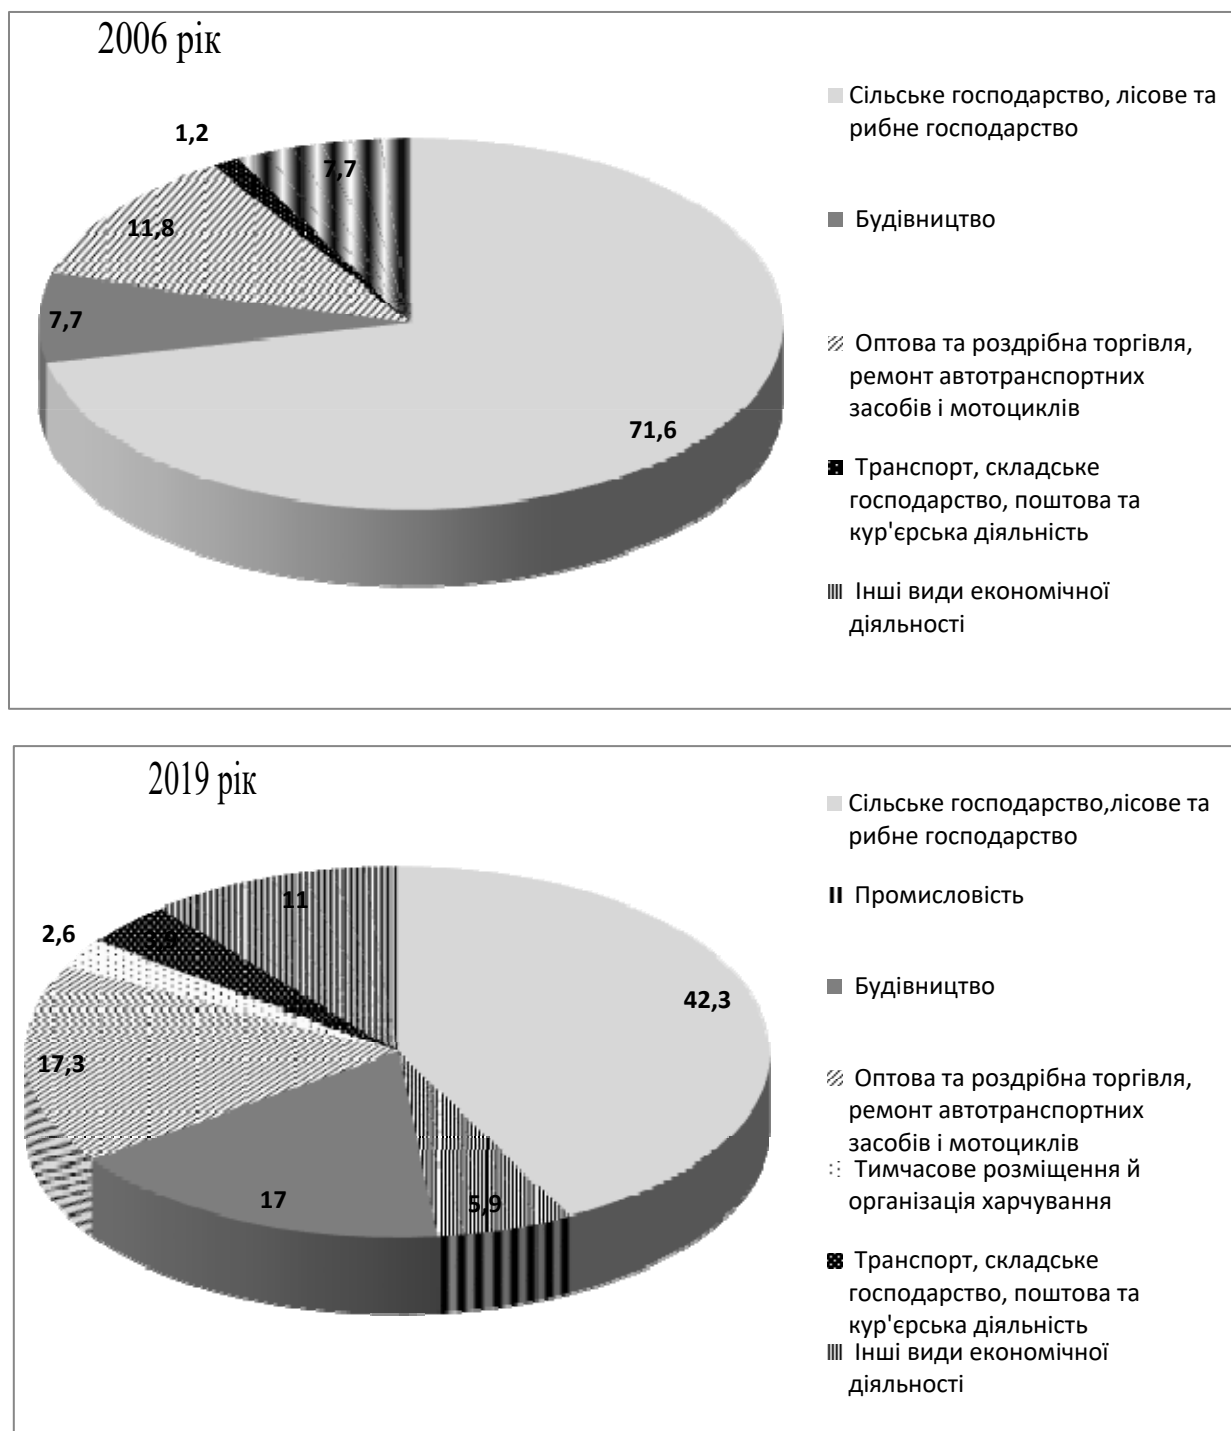 2006 рік
1,2
7,7
11,8
7,7
71,6
Сільське господарство, лісове та
рибне господарство
Будівництво
Оптова та роздрібна торгівля,
ремонт автотранспортних
засобів і мотоциклів
Транспорт, складське
господарство, поштова та
кур'єрська діяльність
Інші види економічної
діяльності
2019 рік
11
2,6
42,3
17,3
17
5,9
Сільське господарство,лісове та
рибне господарство
Промисловість
Будівництво
Оптова та роздрібна торгівля,
ремонт автотранспортних
засобів і мотоциклів
Тимчасове розміщення й
організація харчування
Транспорт, складське
господарство, поштова та
кур'єрська діяльність
Інші види економічної
діяльності